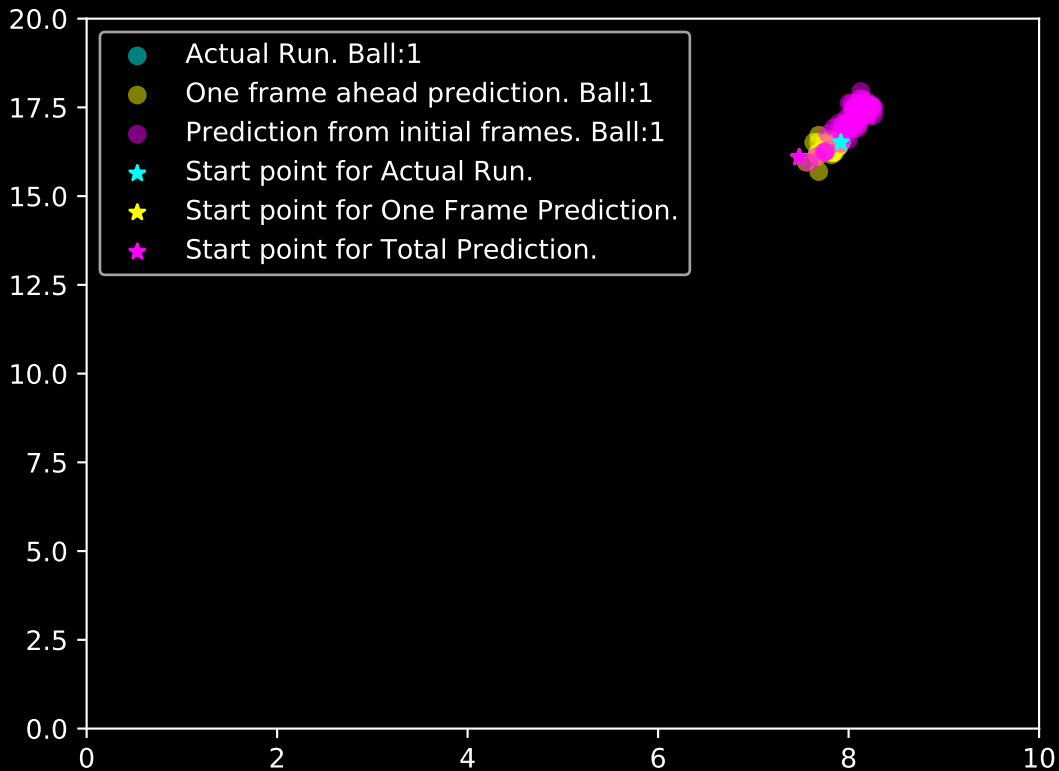 20.0
17.5
15.0
12.5
10.0
7.5
5.0
2.5
0.0
Actual Run. Ball:1
One frame ahead prediction. Ball:1
Prediction from initial frames. Ball:1
Start point for Actual Run.
Start point for One Frame Prediction.
Start point for Total Prediction.
0 2 4 6 8 10